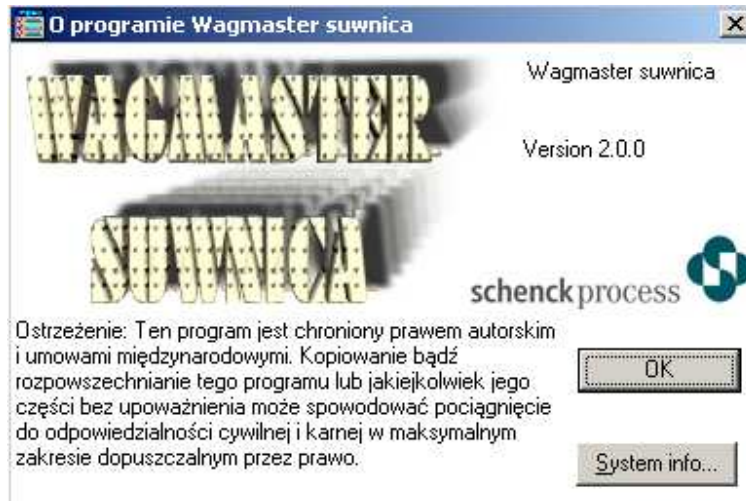 O programie Wagmaster suwnica
WAGMASTER
SUWNICA
Wagmaster suwnica
Version 2.0.0
schenckprocess
Ostrzeżenie: Ten program jest chroniony prawem autorskim
i umowami międzynarodowymi. Kopiowanie bądź
rozpowszechnianie tego programu lub jakiejkolwiek jego
części bez upoważnienia może spowodować pociągnięcie
do odpowiedzialności cywilnej i karnej w maksymalnym
zakresie dopuszczalnym przez prawo.
OK
System info...